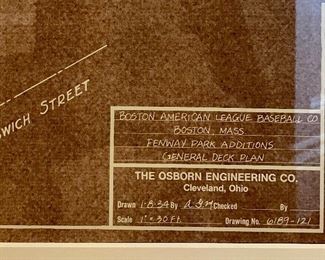 WICH STREET
BOSTON AMERICAN LEAGUE BASEBALL CO
BOSTON, MASS
FENWAY PARK ADDITIONS
GENERAL DECK PLAN
THE OSBORN ENGINEERING CO.
Cleveland, Ohio
Drawn 1-8-34 By Checked By
Scale 1" = 30 Ft. Drawing No. 6189-121